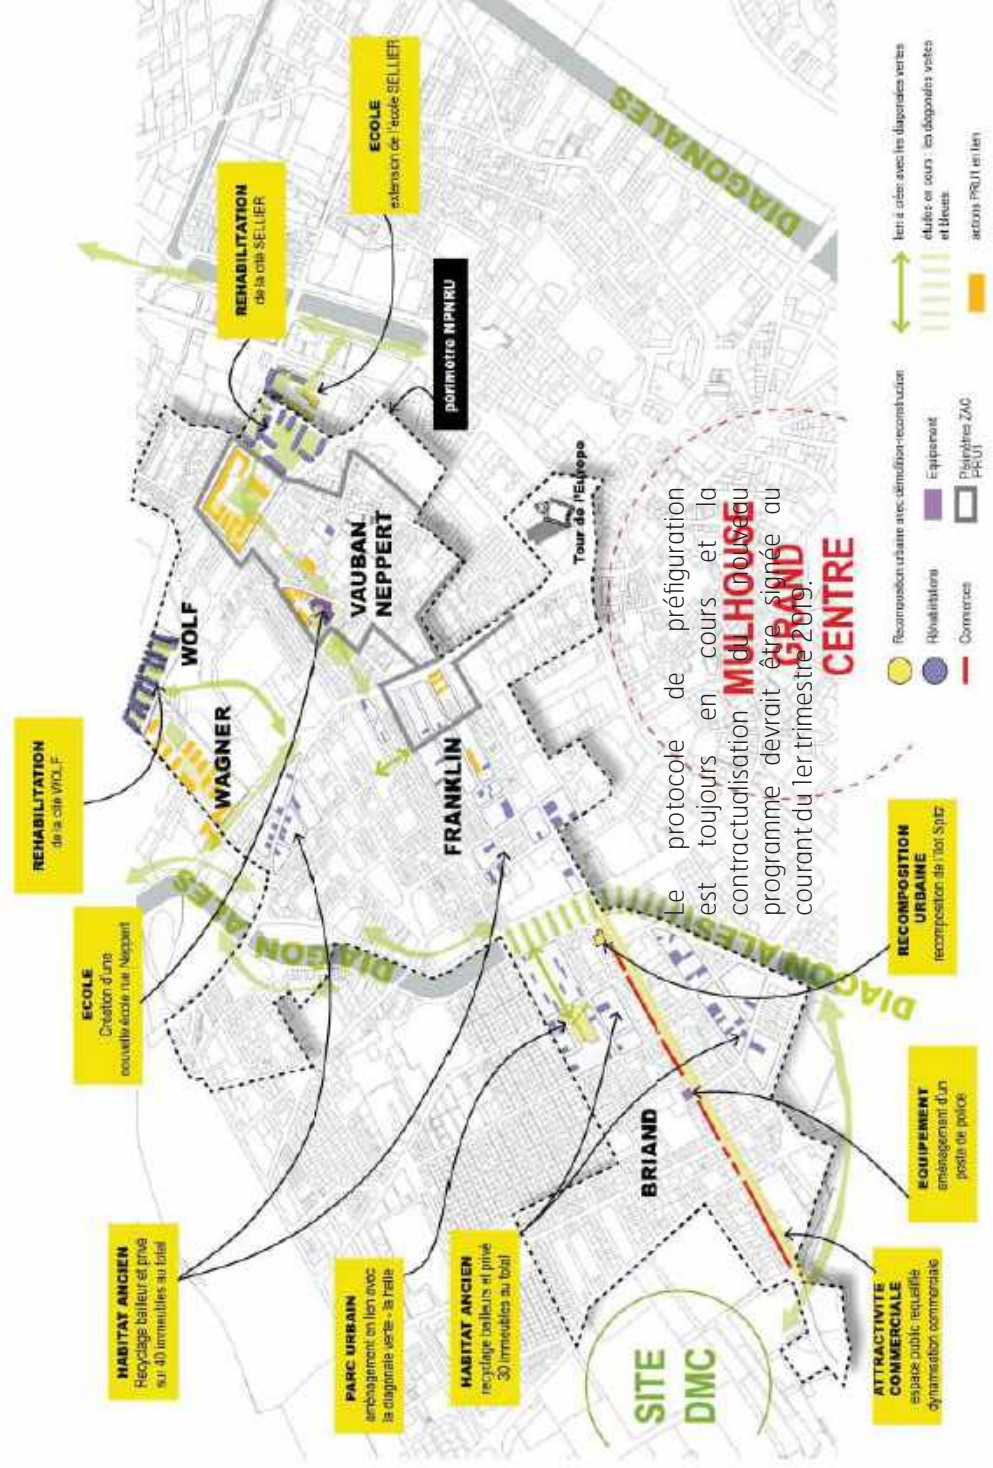 REHABILITATION
de la cité WOLF
ECOLE
Création d'une
nouvelle école rue Neppert
HABITAT ANCIEN
Recyclage bailleur et privé
sur 40 immeubles au total
PARC URBAIN
aménagement en lien avec
la diagonale verte - la halle
HABITAT ANCIEN
recyclage bailleurs et privé
30 immeubles au total
REHABILITATION
de la cité SELLIER
ECOLE
extension de l'école SELLIER
périmètre NPNRU
WOLF
WAGNER
VAUBAN
NEPPERT
FRANKLIN
BRIAND
Tour de l'Europe
DIAGONALES
DIAGONALES
DIAGONALES
SITE
DMC
MULHOUSE
GRAND
CENTRE
Le protocole de préfiguration
est toujours en cours et la
contractualisation du nouveau
programme devrait être signée au
courant du 1er trimestre 2019.
RECOMPOSITION
URBAINE
recomposition de l'îlot Spitz
EQUIPEMENT
aménagement d'un
poste de police
ATTRACTIVITE
COMMERCIALE
espace public requalifié
dynamisation commerciale
Recomposition urbaine avec démolition-reconstruction
Réhabilitations
Commerces
Equipement
Périmètres ZAC
PRU1
lien à créer avec les diagonales vertes
études en cours : les diagonales vertes
et bleues
actions PRU1 en lien